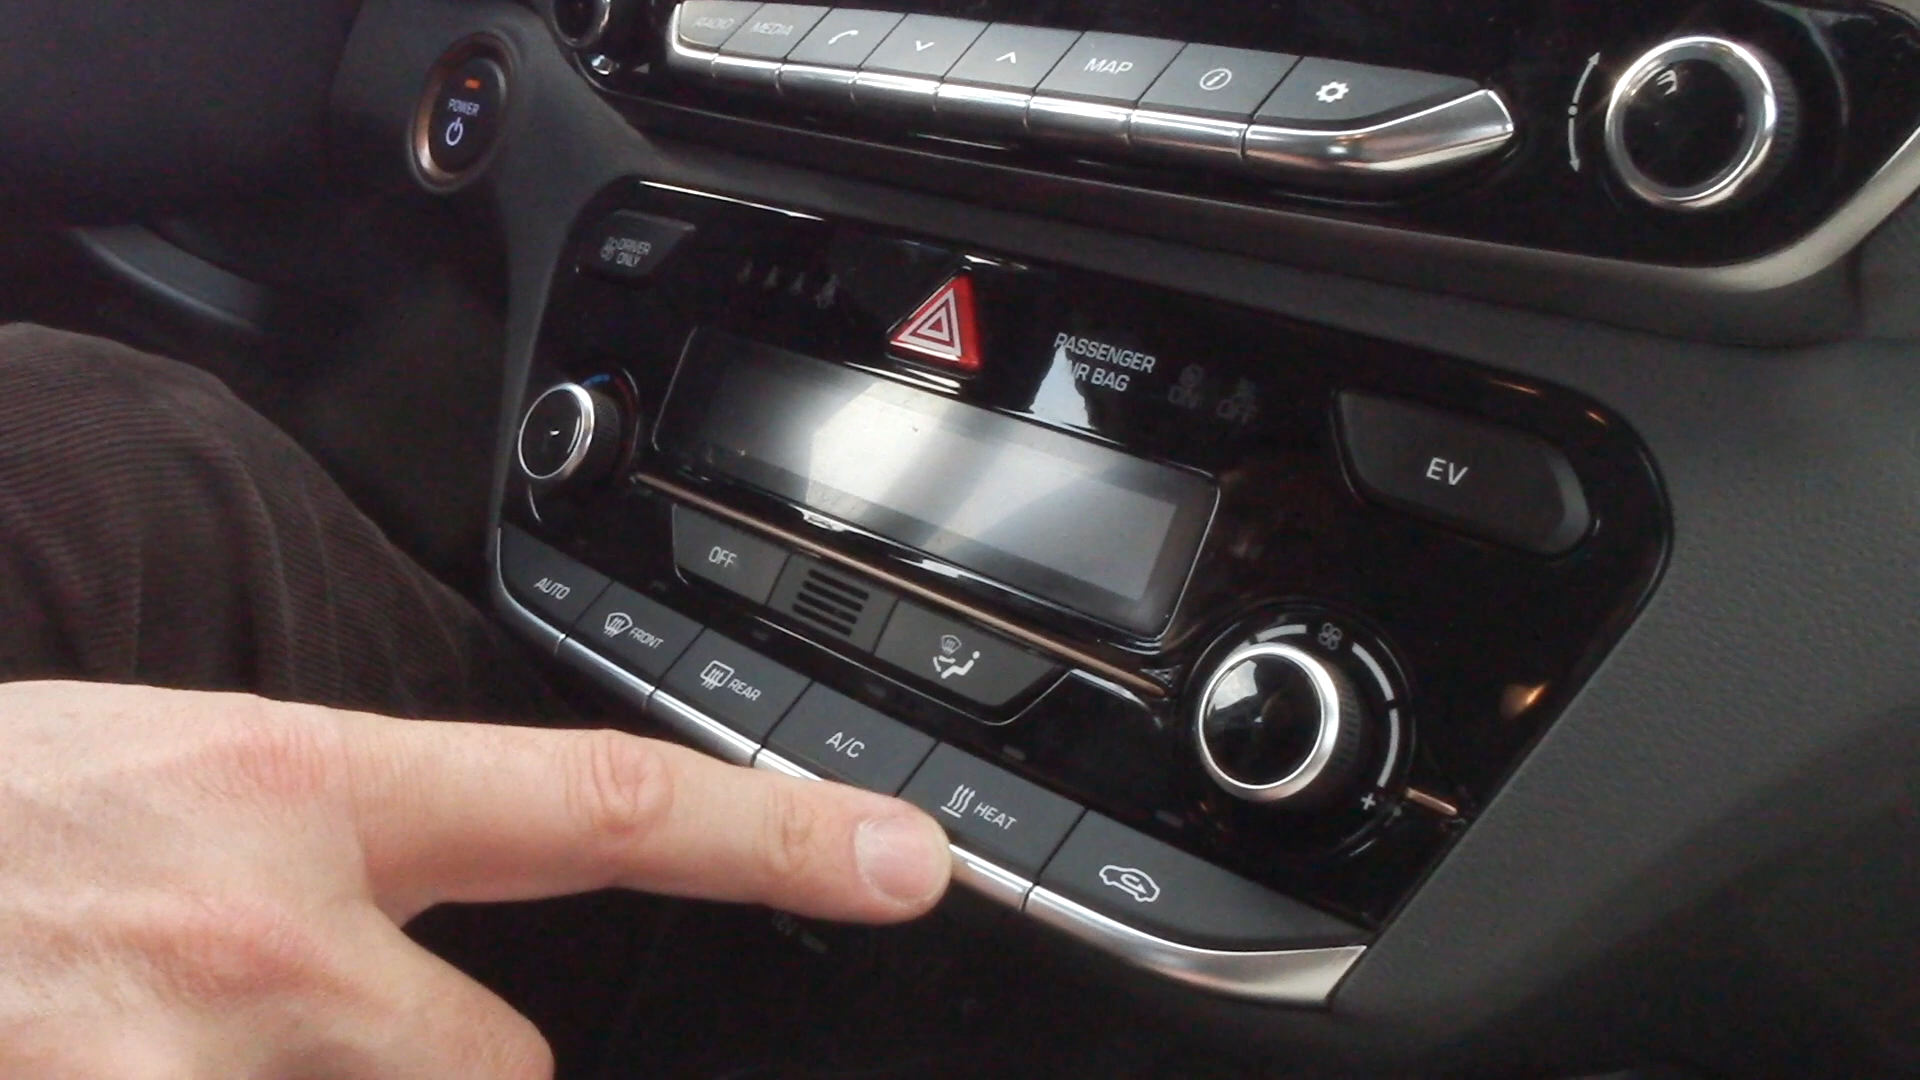 RADIO
MEDIA
MAP
POWER
DRIVER
ONLY
PASSENGER
AIR BAG
ON
OFF
EV
OFF
AUTO
FRONT
REAR
A/C
HEAT
+